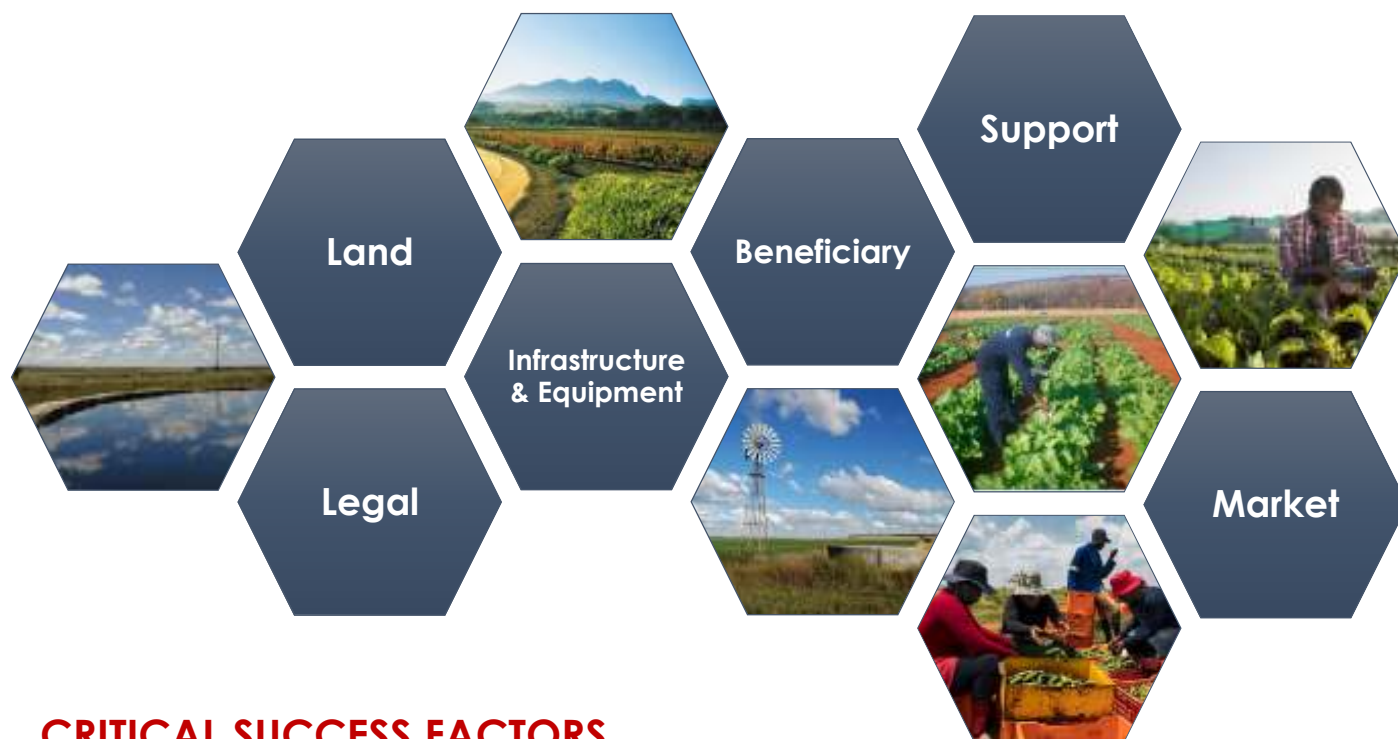 Support
Land
Beneficiary
Infrastructure
& Equipment
Legal
Market
CRITICAL SUCCESS FACTORS